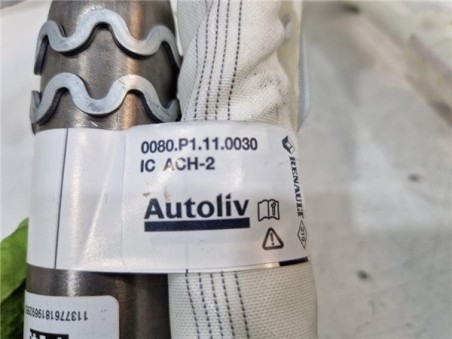 0080.P1.11.0030
IC ACH-2
Autoliv
RENAULT